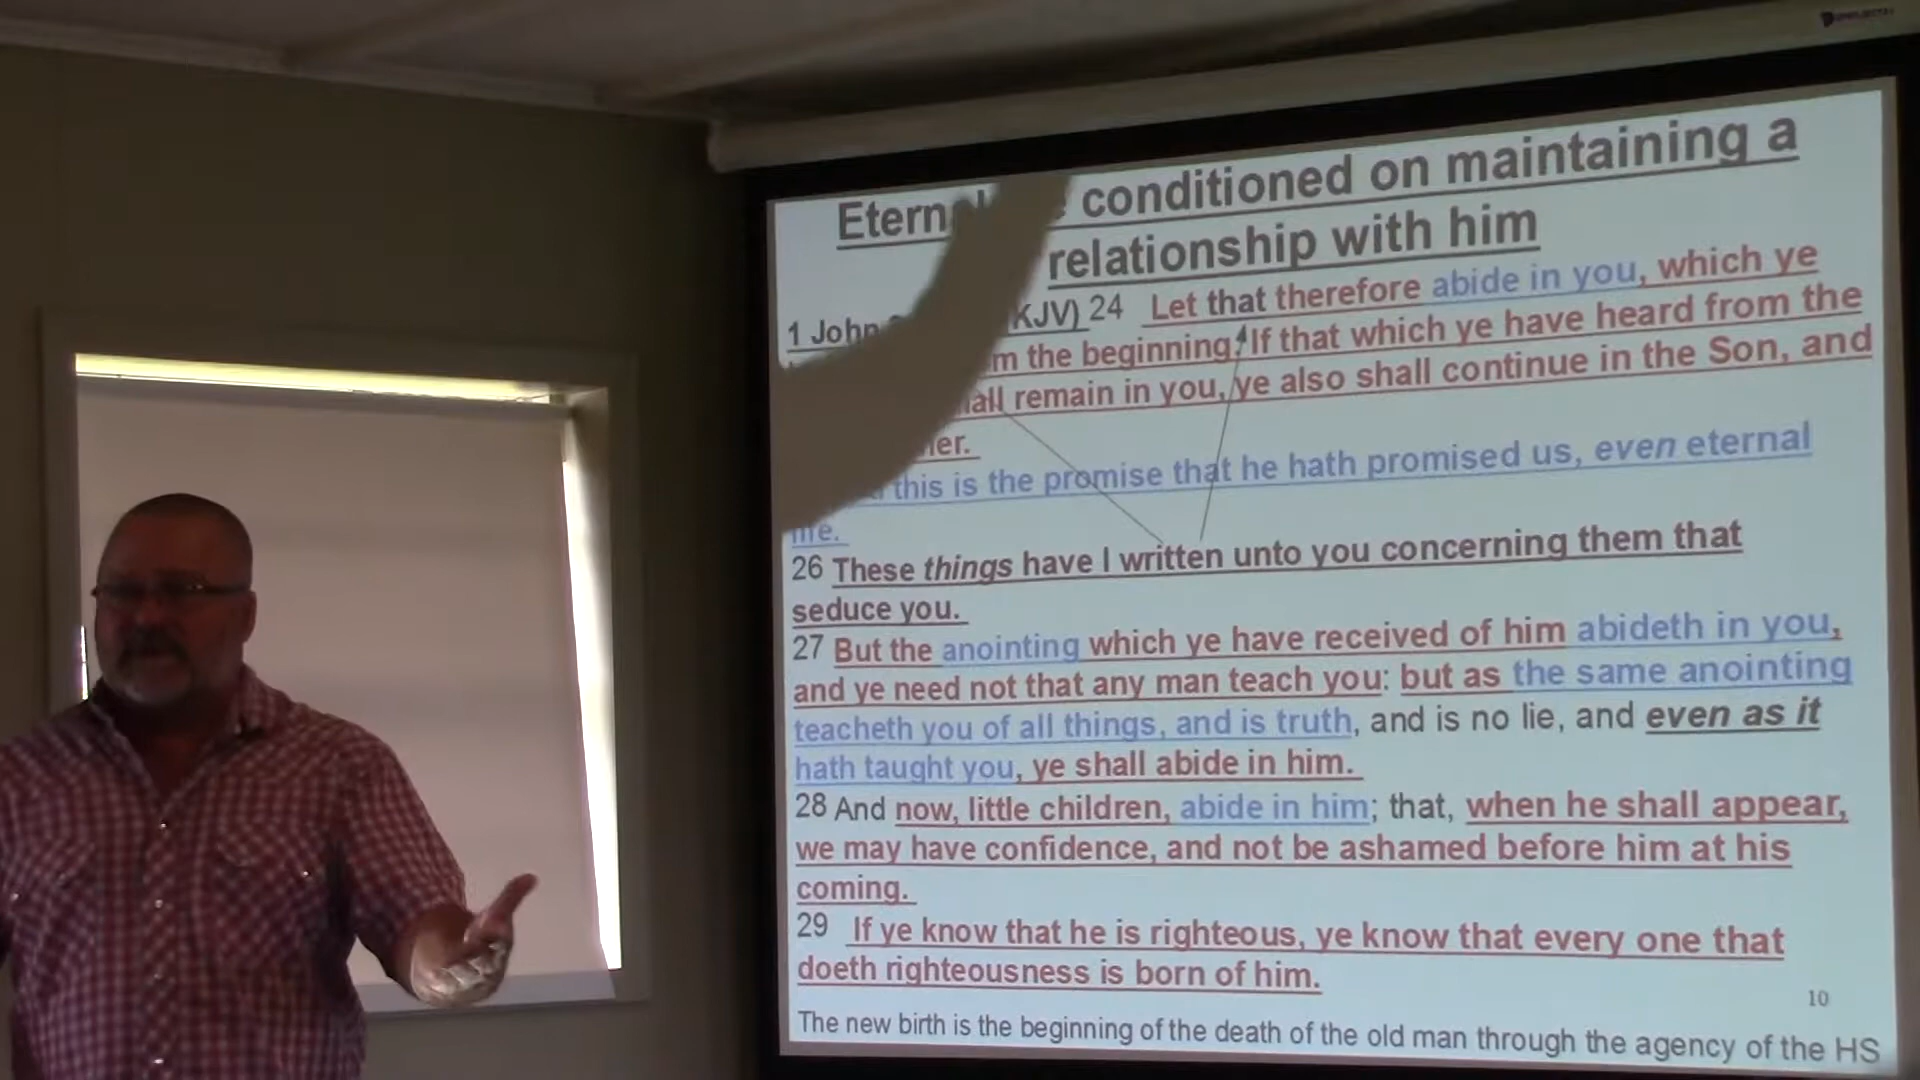 conditioned on maintaining a
relationship with him
1 John KJV) 24 Let that therefore abide in you, which ye
the beginning. If that which ye have heard from the
remain in you, ye also shall continue in the Son, and
this is the promise that he hath promised us, even eternal
26 These things have I written unto you concerning them that
seduce you.
27 But the anointing which ye have received of him abideth in you,
and ye need not that any man teach you: but as the same anointing
teacheth you of all things, and is truth, and is no lie, and even as it
hath taught you, ye shall abide in him.
28 And now, little children, abide in him; that, when he shall appear,
we may have confidence, and not be ashamed before him at his
coming.
29 If ye know that he is righteous, ye know that every one that
doeth righteousness is born of him.
10
The new birth is the beginning of the death of the old man through the agency of the HS